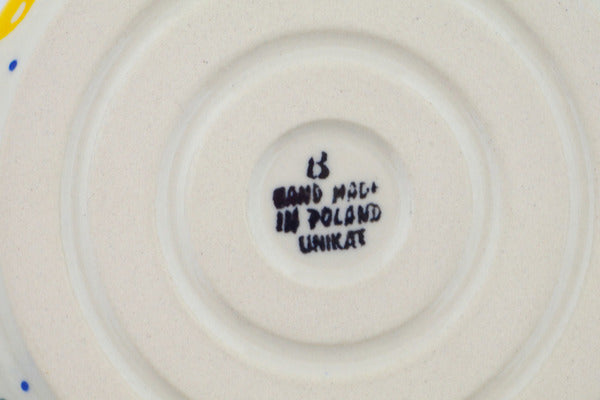 B
HAND MADE
IN POLAND
UNIKAT